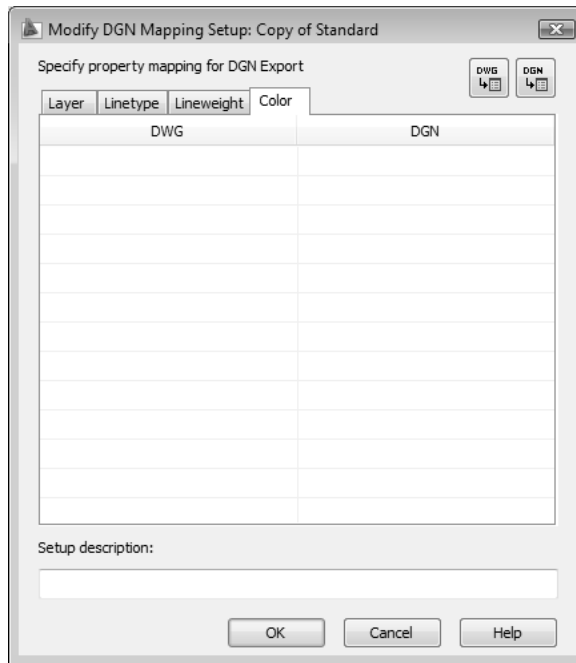 Modify DGN Mapping Setup: Copy of Standard
Specify property mapping for DGN Export
DWG DGN
Layer Linetype Lineweight Color
DWG DGN
Setup description:
OK Cancel Help